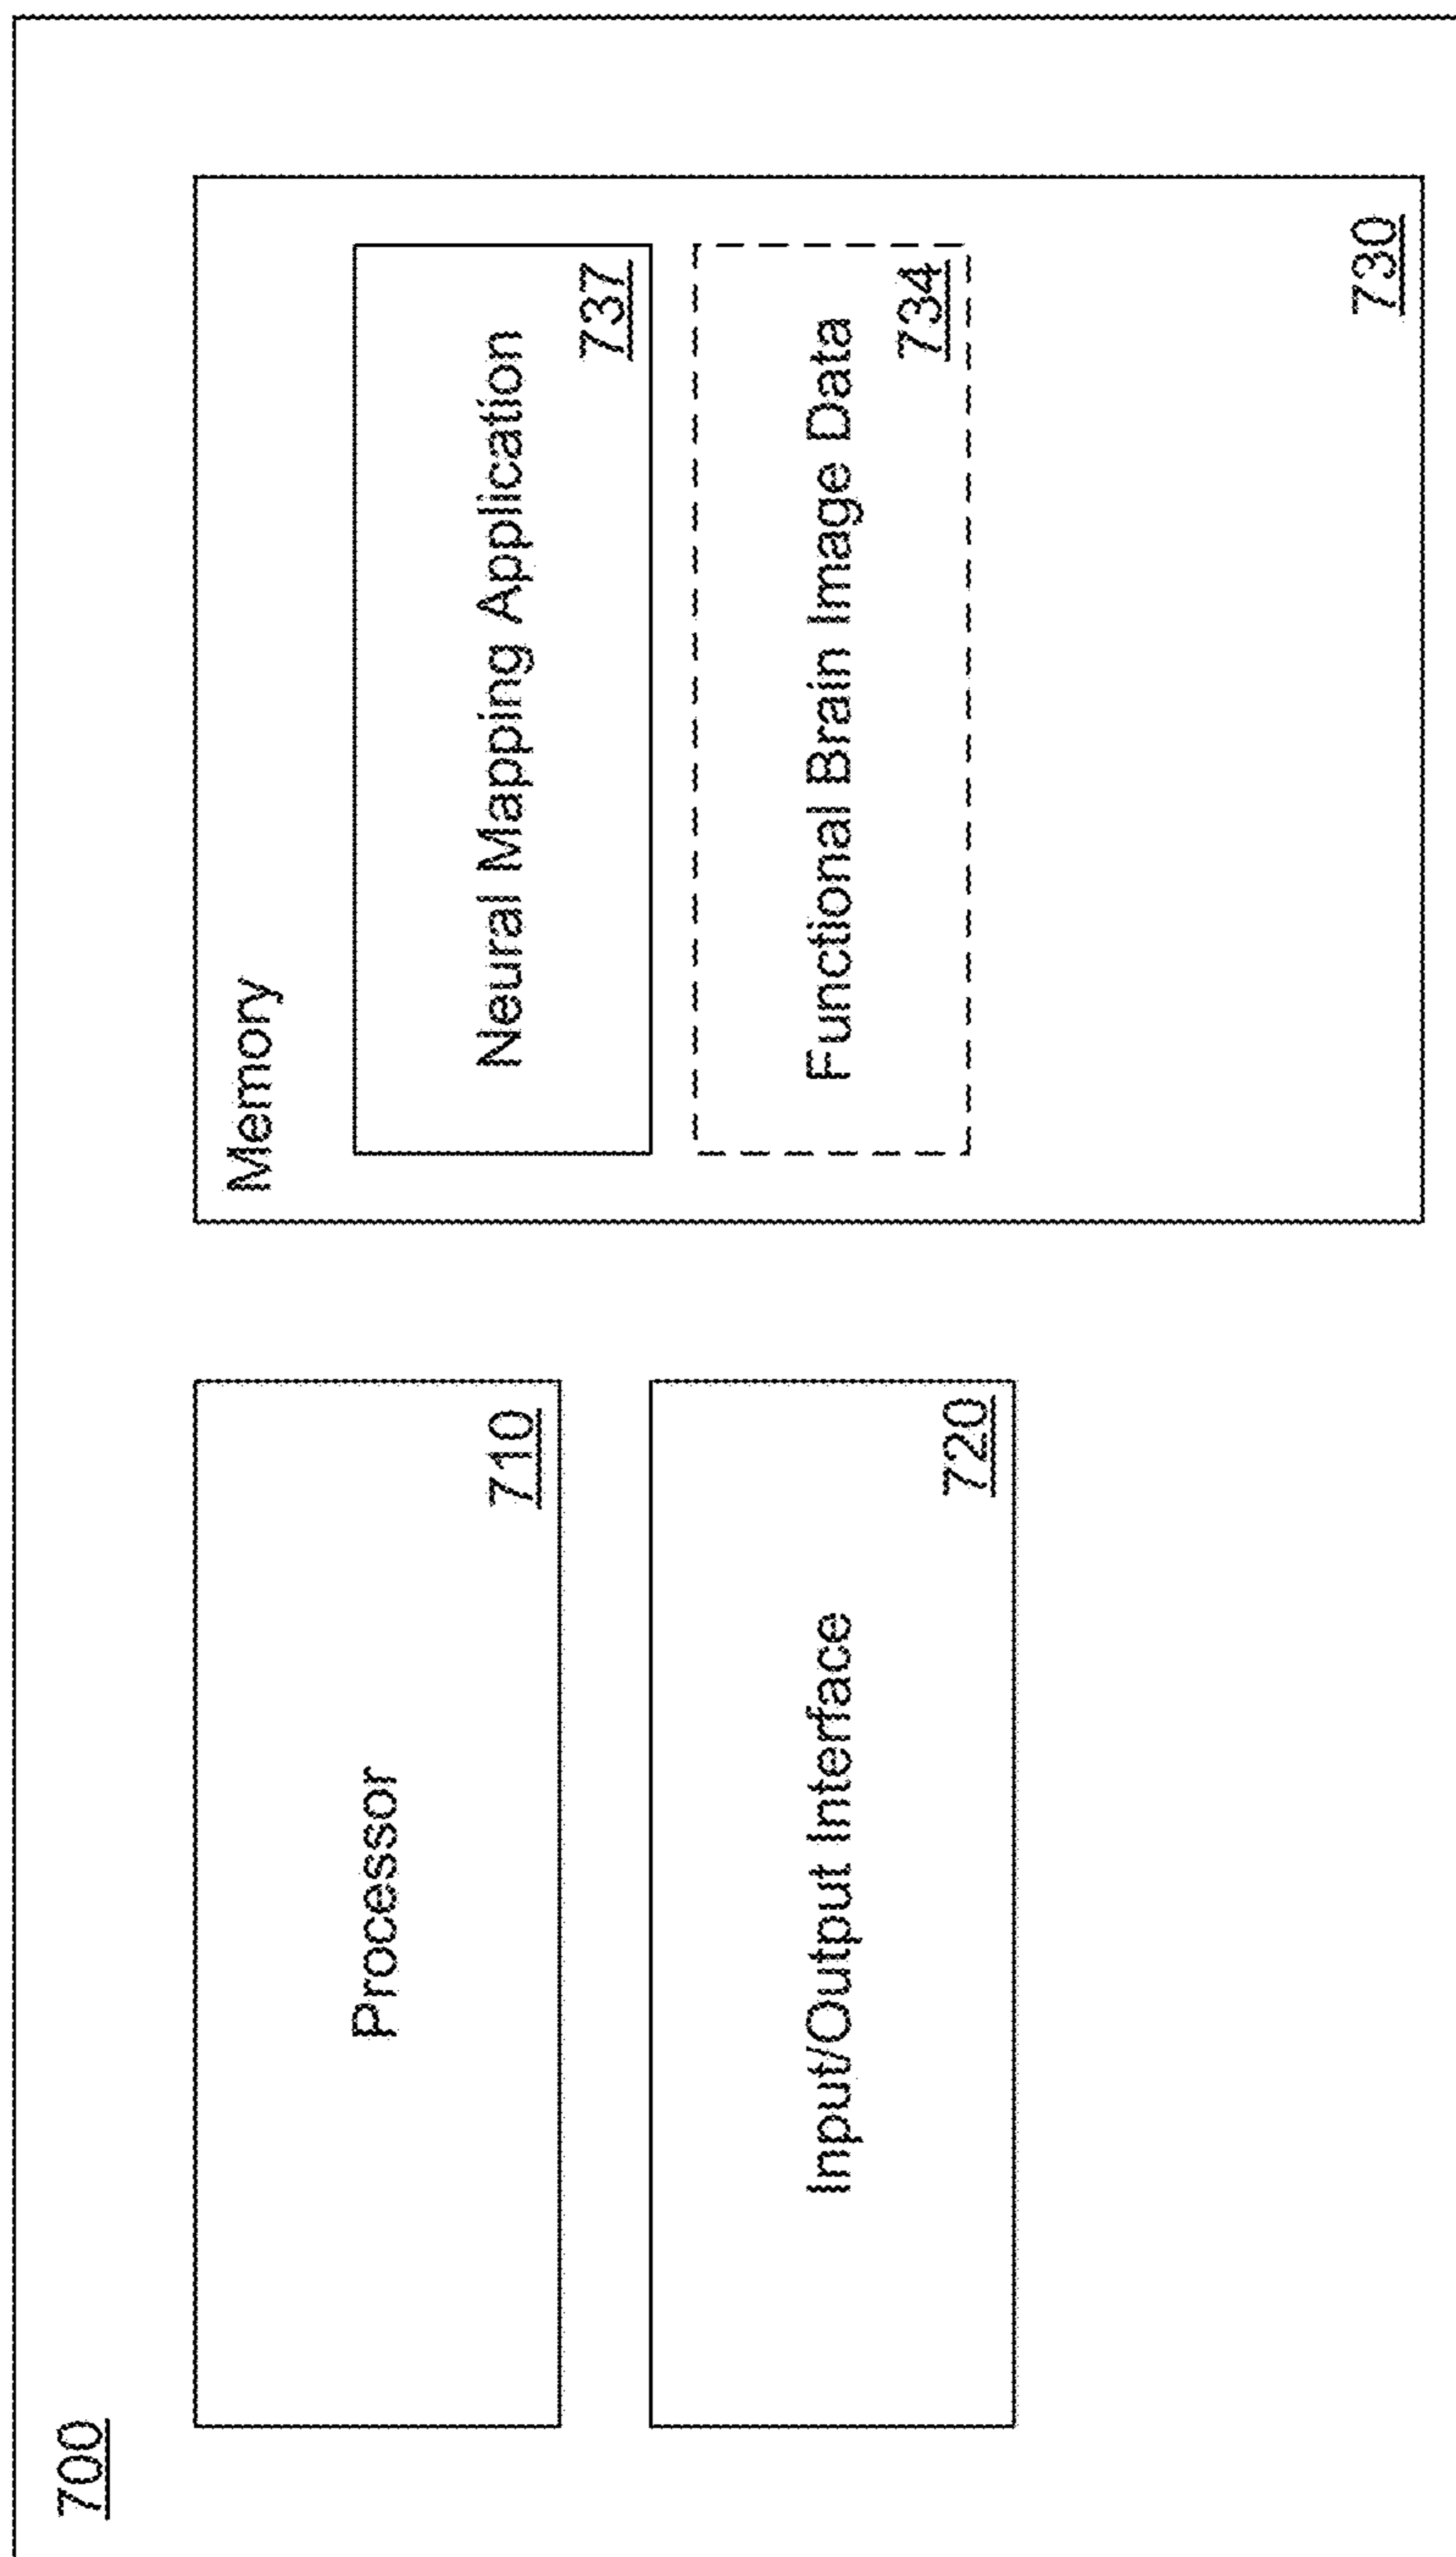 700
Processor
710
Input/Output Interface
720
Memory
Neural Mapping Application
737
Functional Brain Image Data
734
730